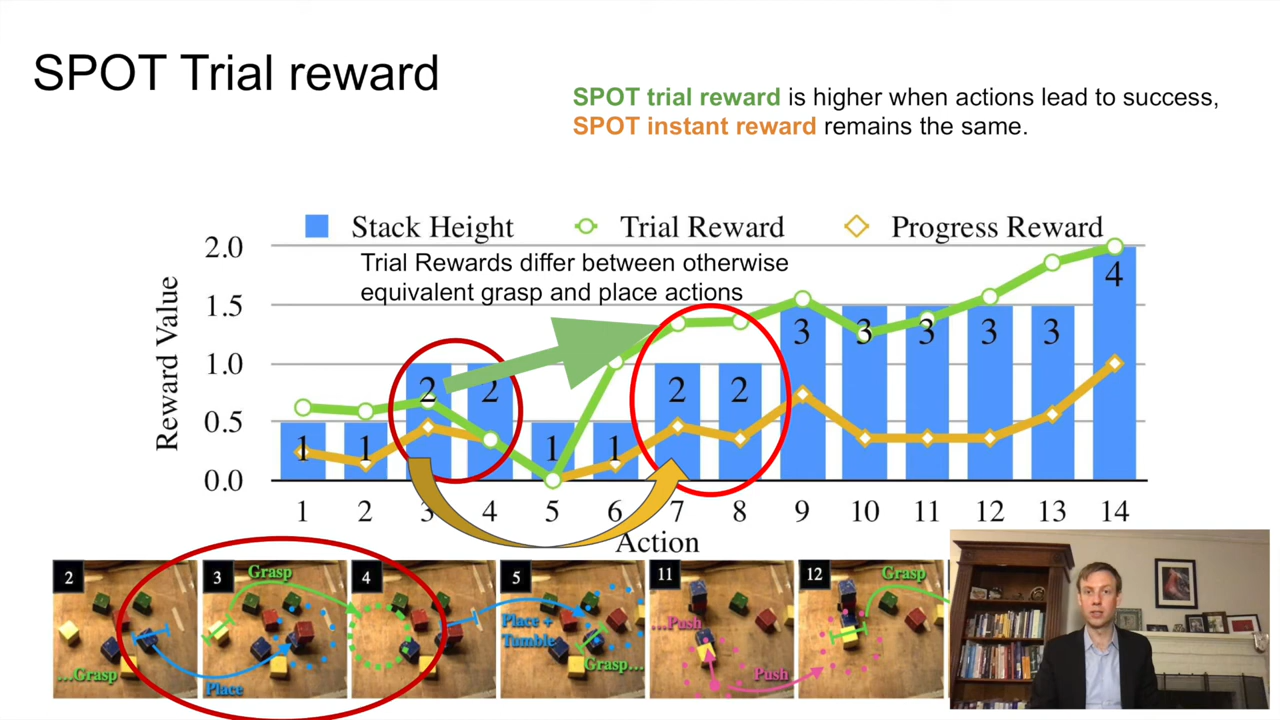 SPOT Trial reward
SPOT trial reward is higher when actions lead to success,
SPOT instant reward remains the same.
Stack Height Trial Reward Progress Reward
Trial Rewards differ between otherwise
equivalent grasp and place actions
Reward Value
2.0
1.5
1.0
0.5
0.0
1 1 2 2 1 1 2 2 3 3 3 3 3 4
1 2 3 4 5 6 7 8 9 10 11 12 13 14
Action
2 3 Grasp 4 5 11 12 Grasp
Place +
Tumble
...Push
...Grasp Place Grasp... Push